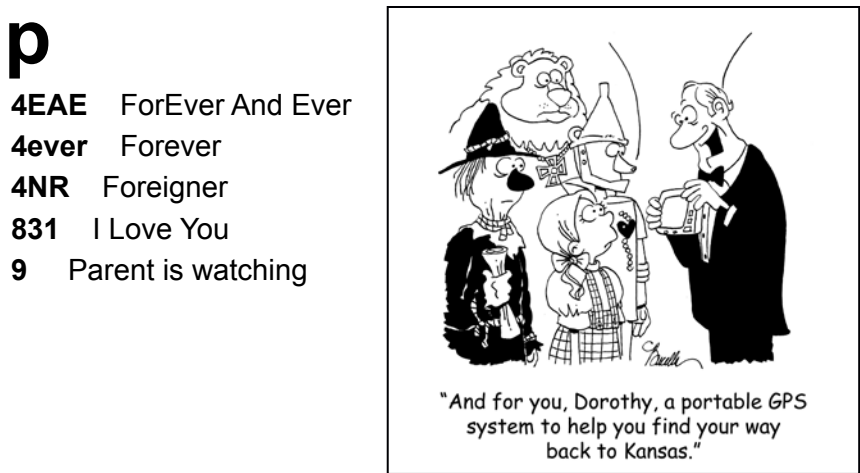 p
4EAE ForEver And Ever
4ever Forever
4NR Foreigner
831 I Love You
9 Parent is watching
"And for you, Dorothy, a portable GPS
system to help you find your way
back to Kansas."